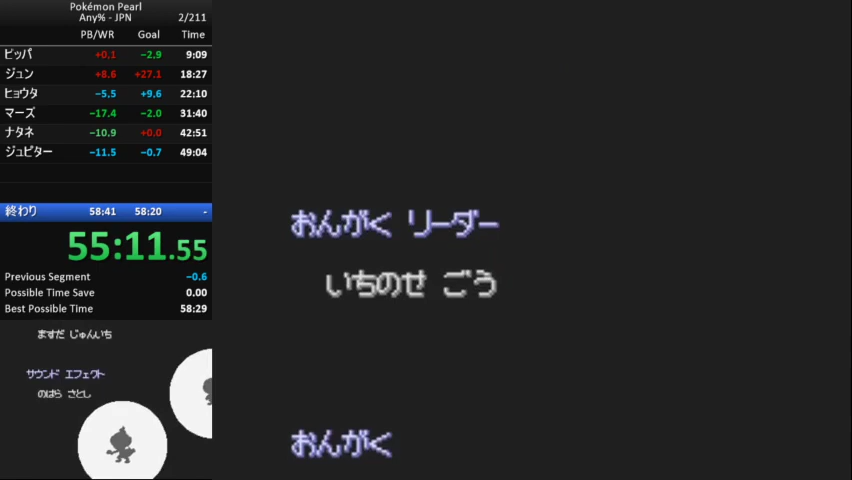 Pokémon Pearl
Any% - JPN 2/211
PB/WR Goal Time
ピッパ +0.1 −2.9 9:09
ジュン +8.6 +27.1 18:27
ヒョウタ −5.5 +9.6 22:10
マーズ −17.4 −2.0 31:40
ナタネ −10.9 +0.0 42:51
ジュピター −11.5 −0.7 49:04
終わり 58:41 58:20 -
55:11.55
Previous Segment −0.6
Possible Time Save 0.00
Best Possible Time 58:29
ますだ じゅんいち
サウンド エフェクト
のはら さとし
おんがく リーダー
いちのせ ごう
おんがく